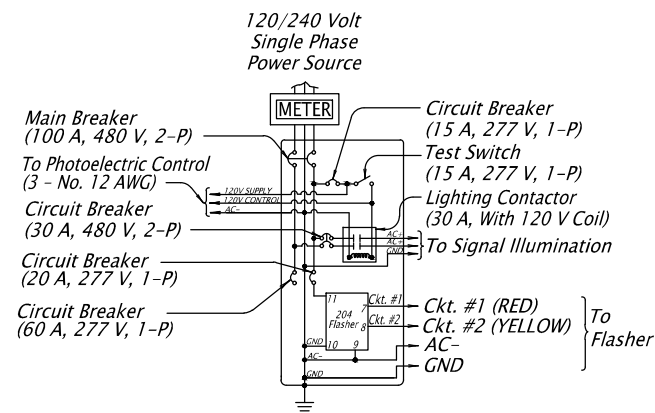 120/240 Volt
Single Phase
Power Source
METER
Main Breaker
(100 A, 480 V, 2-P)
To Photoelectric Control
(3 - No. 12 AWG)
Circuit Breaker
(30 A, 480 V, 2-P)
Circuit Breaker
(20 A, 277 V, 1-P)
Circuit Breaker
(60 A, 277 V, 1-P)
120V SUPPLY
120V CONTROL
AC-
Circuit Breaker
(15 A, 277 V, 1-P)
Test Switch
(15 A, 277 V, 1-P)
Lighting Contactor
(30 A, With 120 V Coil)
AC+
AC+
GND
To Signal Illumination
11
7
204
Flasher
8
10
9
GND
AC-
GND
Ckt. #1
Ckt. #2
Ckt. #1 (RED)
Ckt. #2 (YELLOW)
AC-
GND
To
Flasher